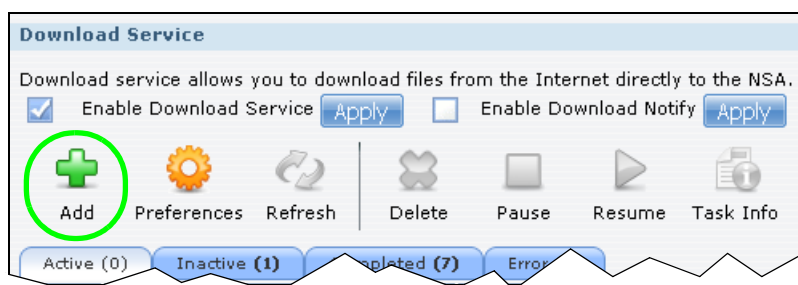 Download Service
Download service allows you to download files from the Internet directly to the NSA.
Enable Download Service Apply Enable Download Notify Apply
Add Preferences Refresh Delete Pause Resume Task Info
Active (0) Inactive (1) (7) Error